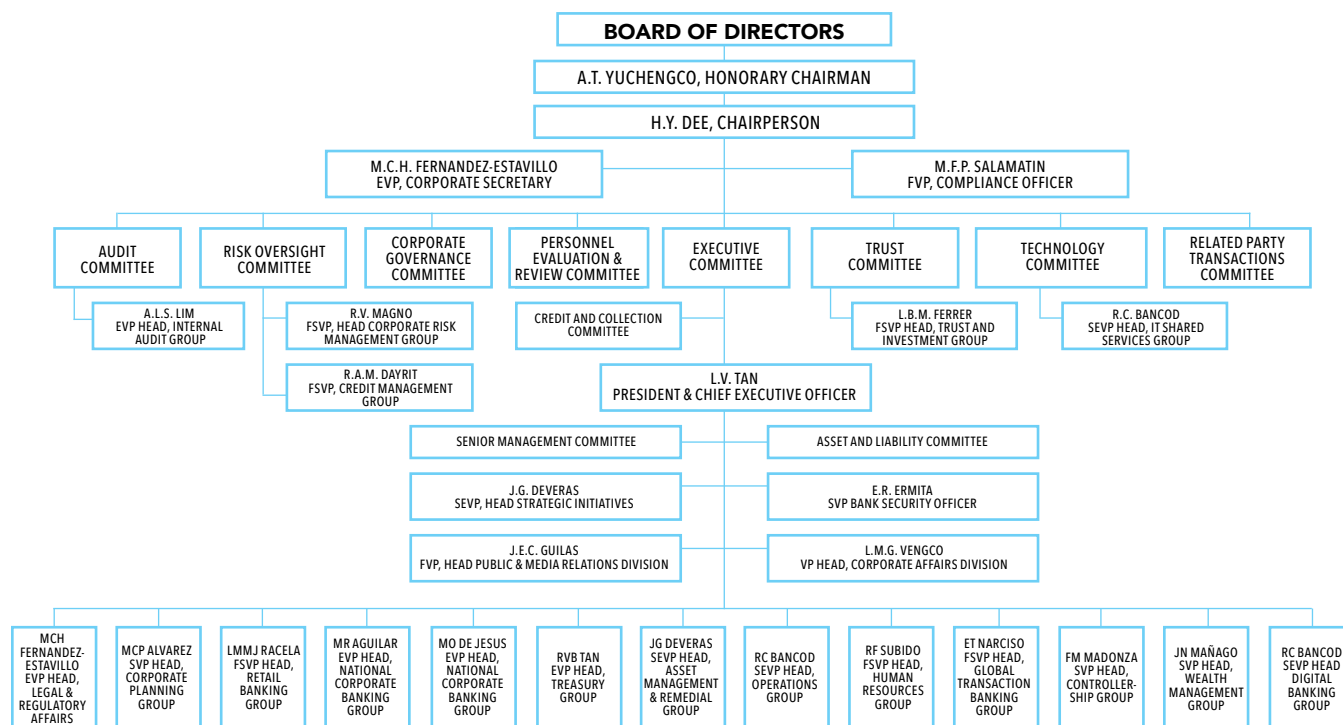 BOARD OF DIRECTORS
A.T. YUCHENGCO, HONORARY CHAIRMAN
H.Y. DEE, CHAIRPERSON
M.C.H. FERNANDEZ-ESTAVILLO
EVP, CORPORATE SECRETARY
M.F.P. SALAMATIN
FVP, COMPLIANCE OFFICER
AUDIT
COMMITTEE
RISK OVERSIGHT
COMMITTEE
CORPORATE
GOVERNANCE
COMMITTEE
PERSONNEL
EVALUATION &
REVIEW COMMITTEE
EXECUTIVE
COMMITTEE
TRUST
COMMITTEE
TECHNOLOGY
COMMITTEE
RELATED PARTY
TRANSACTIONS
COMMITTEE
A.L.S. LIM
EVP HEAD, INTERNAL
AUDIT GROUP
R.V. MAGNO
FSVP, HEAD CORPORATE RISK
MANAGEMENT GROUP
CREDIT AND COLLECTION
COMMITTEE
L.B.M. FERRER
FSVP HEAD, TRUST AND
INVESTMENT GROUP
R.C. BANCOD
SEVP HEAD, IT SHARED
SERVICES GROUP
R.A.M. DAYRIT
FSVP, CREDIT MANAGEMENT
GROUP
L.V. TAN
PRESIDENT & CHIEF EXECUTIVE OFFICER
SENIOR MANAGEMENT COMMITTEE
ASSET AND LIABILITY COMMITTEE
J.G. DEVERAS
SEVP, HEAD STRATEGIC INITIATIVES
E.R. ERMITA
SVP BANK SECURITY OFFICER
J.E.C. GUILAS
FVP, HEAD PUBLIC & MEDIA RELATIONS DIVISION
L.M.G. VENGCO
VP HEAD, CORPORATE AFFAIRS DIVISION
MCH
FERNANDEZ-
ESTAVILLO
EVP HEAD,
LEGAL &
REGULATORY
AFFAIRS
MCP ALVAREZ
SVP HEAD,
CORPORATE
PLANNING
GROUP
LMMJ RACELA
FSVP HEAD,
RETAIL
BANKING
GROUP
MR AGUILAR
EVP HEAD,
NATIONAL
CORPORATE
BANKING
GROUP
MO DE JESUS
EVP HEAD,
NATIONAL
CORPORATE
BANKING
GROUP
RVB TAN
EVP HEAD,
TREASURY
GROUP
JG DEVERAS
SEVP HEAD,
ASSET
MANAGEMENT
& REMEDIAL
GROUP
RC BANCOD
SEVP HEAD,
OPERATIONS
GROUP
RF SUBIDO
FSVP HEAD,
HUMAN
RESOURCES
GROUP
ET NARCISO
FSVP HEAD,
GLOBAL
TRANSACTION
BANKING
GROUP
FM MADONZA
SVP HEAD,
CONTROLLER-
SHIP GROUP
JN MAÑAGO
SVP HEAD,
WEALTH
MANAGEMENT
GROUP
RC BANCOD
SEVP HEAD
DIGITAL
BANKING
GROUP